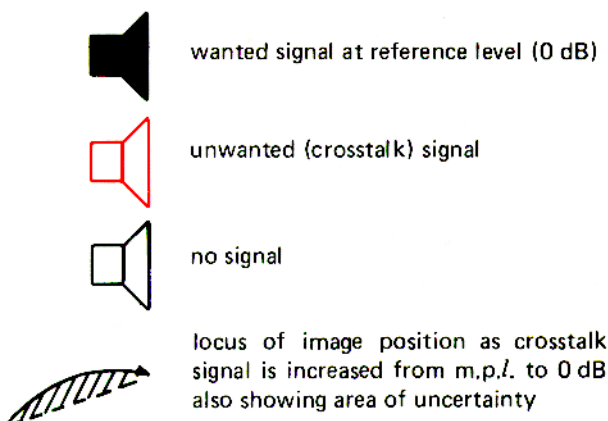 wanted signal at reference level (0 dB)
unwanted (crosstalk) signal
no signal
locus of image position as crosstalk
signal is increased from m.p.l. to 0 dB
also showing area of uncertainty